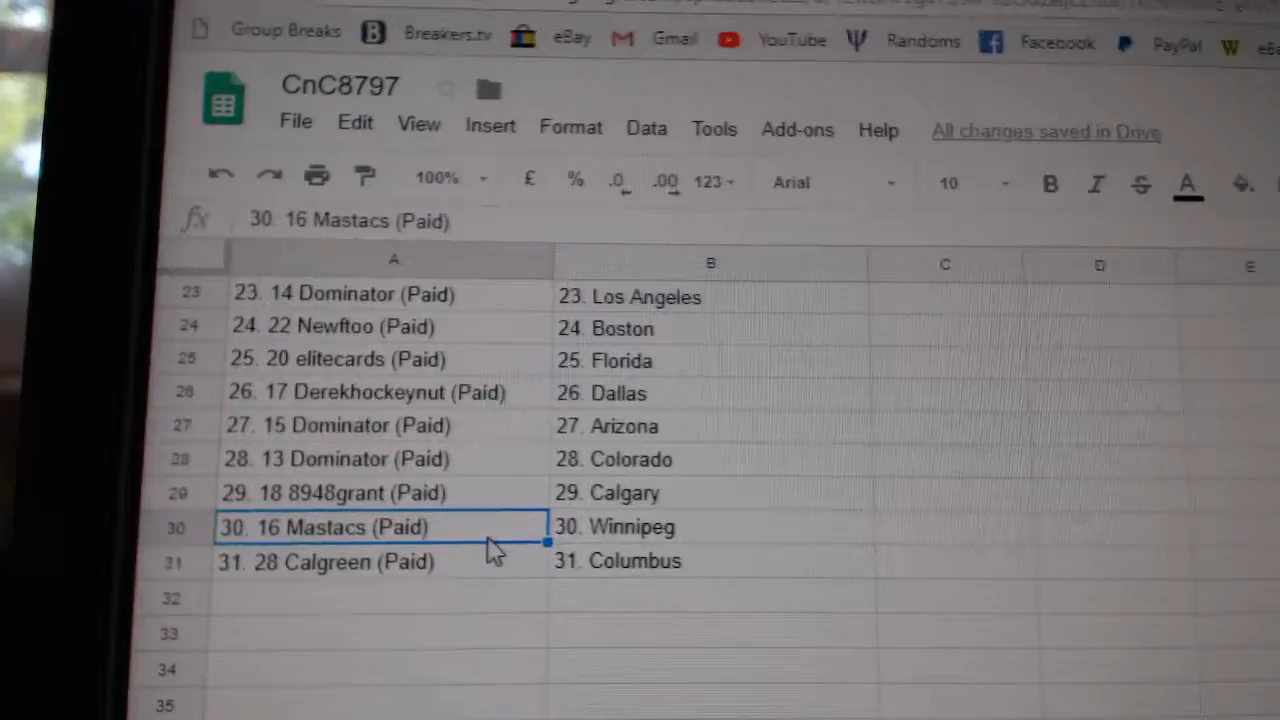 Group Breaks Breakers.tv eBay Gmail YouTube Randoms Facebook PayPal
CnC8797
File Edit View Insert Format Data Tools Add-ons Help All changes saved in Drive
100% £ % .0 .00 123 Arial 10 B I S A
fx 30. 16 Mastacs (Paid)
A B C D E
23 23. 14 Dominator (Paid) 23. Los Angeles
24 24. 22 Newftoo (Paid) 24. Boston
25 25. 20 elitecards (Paid) 25. Florida
26 26. 17 Derekhockeynut (Paid) 26. Dallas
27 27. 15 Dominator (Paid) 27. Arizona
28 28. 13 Dominator (Paid) 28. Colorado
29 29. 18 8948grant (Paid) 29. Calgary
30 30. 16 Mastacs (Paid) 30. Winnipeg
31 31. 28 Calgreen (Paid) 31. Columbus
32
33
34
35